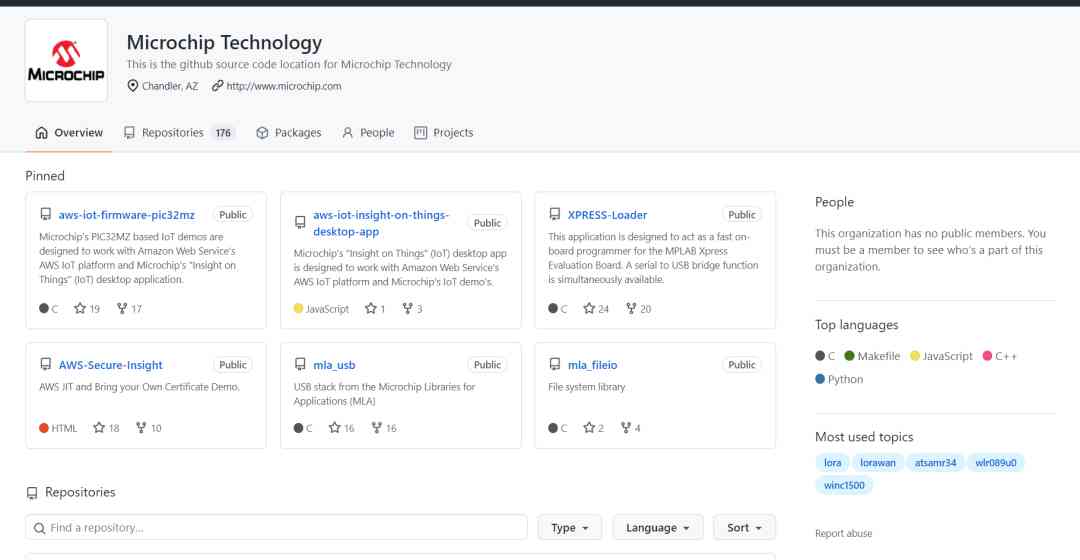 MICROCHIP
Microchip Technology
This is the github source code location for Microchip Technology
Chandler, AZ http://www.microchip.com
Overview Repositories 176 Packages People Projects
Pinned
aws-iot-firmware-pic32mz Public
Microchip's PIC32MZ based IoT demos are
designed to work with Amazon Web Service's
AWS IoT platform and Microchip's "Insight on
Things" (IoT) desktop application.
C 19 17
aws-iot-insight-on-things-
desktop-app Public
Microchip's "Insight on Things" (IoT) desktop app
is designed to work with Amazon Web Service's
AWS IoT platform and Microchip's IoT demo's.
JavaScript 1 3
XPRESS-Loader Public
This application is designed to act as a fast on-
board programmer for the MPLAB Xpress
Evaluation Board. A serial to USB bridge function
is simultaneously available.
C 24 20
AWS-Secure-Insight Public
AWS JIT and Bring your Own Certificate Demo.
HTML 18 10
mla_usb Public
USB stack from the Microchip Libraries for
Applications (MLA)
C 16 16
mla_fileio Public
File system library
C 2 4
Repositories
Find a repository...
Type Language Sort
People
This organization has no public members. You
must be a member to see who's a part of this
organization.
Top languages
C Makefile JavaScript C++
Python
Most used topics
lora lorawan atsamr34 wlr089u0
winc1500
Report abuse